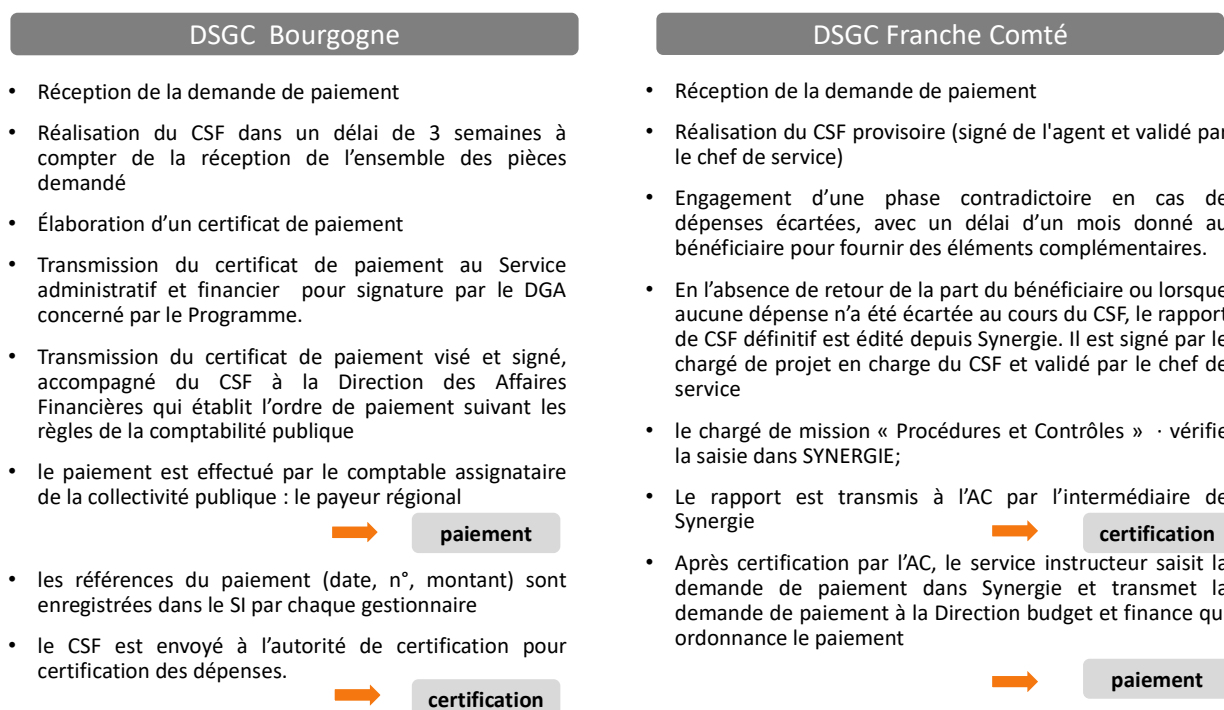 DSGC Bourgogne
• Réception de la demande de paiement
• Réalisation du CSF dans un délai de 3 semaines à
compter de la réception de l’ensemble des pièces
demandé
• Élaboration d’un certificat de paiement
• Transmission du certificat de paiement au Service
administratif et financier pour signature par le DGA
concerné par le Programme.
• Transmission du certificat de paiement visé et signé,
accompagné du CSF à la Direction des Affaires
Financières qui établit l’ordre de paiement suivant les
règles de la comptabilité publique
• le paiement est effectué par le comptable assignataire
de la collectivité publique : le payeur régional
paiement
• les références du paiement (date, n°, montant) sont
enregistrées dans le SI par chaque gestionnaire
• le CSF est envoyé à l’autorité de certification pour
certification des dépenses.
certification
DSGC Franche Comté
• Réception de la demande de paiement
• Réalisation du CSF provisoire (signé de l'agent et validé par
le chef de service)
• Engagement d’une phase contradictoire en cas de
dépenses écartées, avec un délai d’un mois donné au
bénéficiaire pour fournir des éléments complémentaires.
• En l’absence de retour de la part du bénéficiaire ou lorsque
aucune dépense n’a été écartée au cours du CSF, le rapport
de CSF définitif est édité depuis Synergie. Il est signé par le
chargé de projet en charge du CSF et validé par le chef de
service
• le chargé de mission « Procédures et Contrôles » · vérifie
la saisie dans SYNERGIE;
• Le rapport est transmis à l’AC par l’intermédiaire de
Synergie
certification
• Après certification par l’AC, le service instructeur saisit la
demande de paiement dans Synergie et transmet la
demande de paiement à la Direction budget et finance qui
ordonnance le paiement
paiement